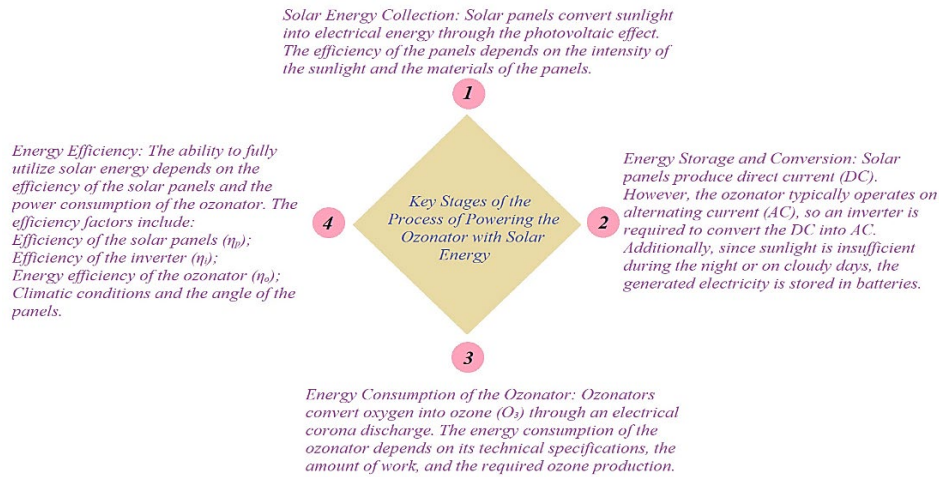 Solar Energy Collection: Solar panels convert sunlight
into electrical energy through the photovoltaic effect.
The efficiency of the panels depends on the intensity of
the sunlight and the materials of the panels.
1
Energy Storage and Conversion: Solar
panels produce direct current (DC).
However, the ozonator typically operates on
alternating current (AC), so an inverter is
required to convert the DC into AC.
Additionally, since sunlight is insufficient
during the night or on cloudy days, the
generated electricity is stored in batteries.
2
Key Stages of the
Process of Powering the
Ozonator with Solar
Energy
3
Energy Consumption of the Ozonator: Ozonators
convert oxygen into ozone (O₃) through an electrical
corona discharge. The energy consumption of the
ozonator depends on its technical specifications, the
amount of work, and the required ozone production.
4
Energy Efficiency: The ability to fully
utilize solar energy depends on the
efficiency of the solar panels and the
power consumption of the ozonator. The
efficiency factors include:
Efficiency of the solar panels (ηₚ);
Efficiency of the inverter (ηᵢ);
Energy efficiency of the ozonator (ηₒ);
Climatic conditions and the angle of the
panels.